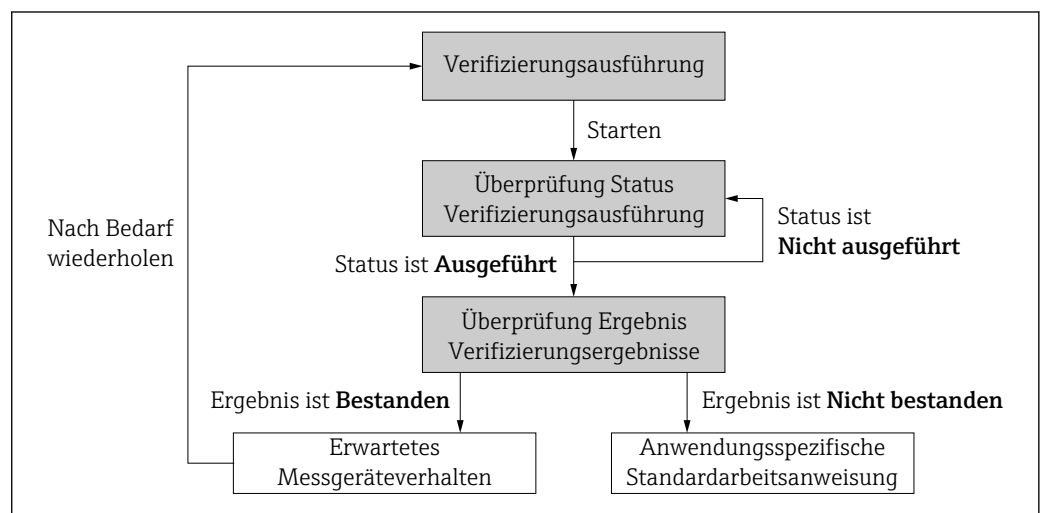 Verifizierungsausführung
Starten
Überprüfung Status
Verifizierungsausführung
Nach Bedarf
wiederholen
Status ist
Nicht ausgeführt
Status ist Ausgeführt
Überprüfung Ergebnis
Verifizierungsergebnisse
Ergebnis ist Bestanden
Ergebnis ist Nicht bestanden
Erwartetes
Messgeräteverhalten
Anwendungsspezifische
Standardarbeitsanweisung